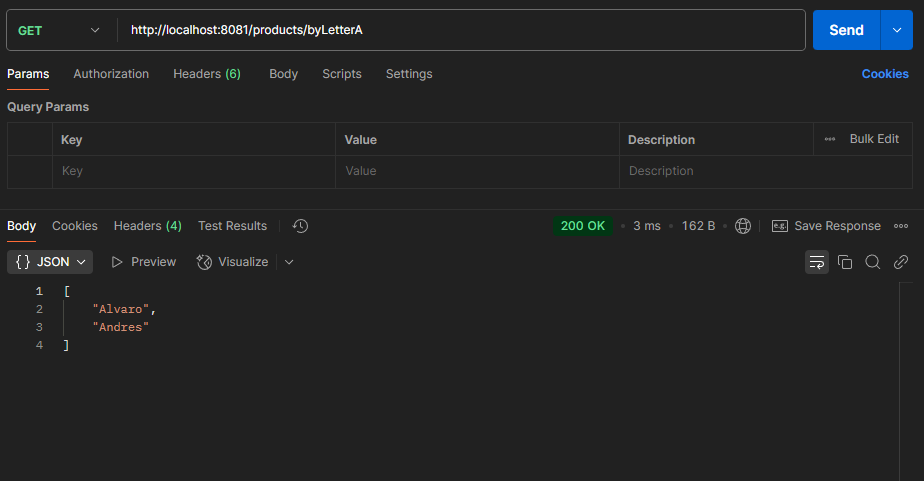 GET http://localhost:8081/products/byLetterA Send
Params Authorization Headers (6) Body Scripts Settings Cookies
Query Params
Key Value Description Bulk Edit
Key Value Description
Body Cookies Headers (4) Test Results 200 OK • 3 ms • 162 B e.g. Save Response
{} JSON Preview Visualize
1 [
2 "Alvaro",
3 "Andres"
4 ]